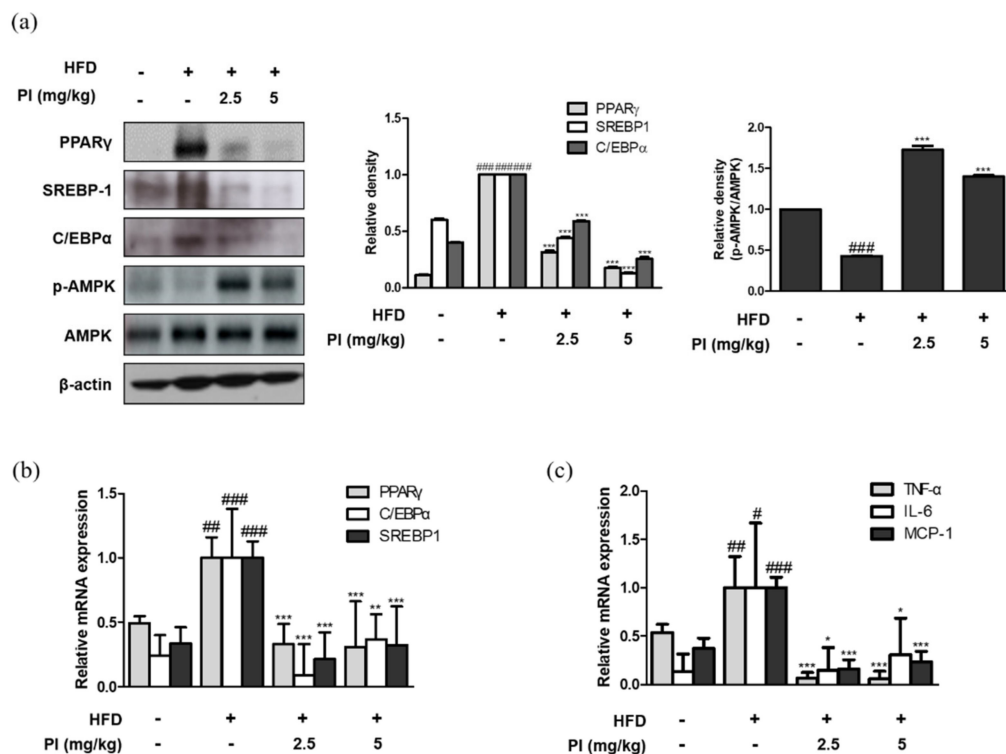 (a)
HFD - + + +
PI (mg/kg) - - 2.5 5
PPARγ
SREBP-1
C/EBPα
p-AMPK
AMPK
β-actin
PPARγ
SREBP1
C/EBPα
Relative density
1.5
1.0
0.5
0.0
### ### ###
*** *** ***
*** *** ***
HFD - + + +
PI (mg/kg) - - 2.5 5
Relative density
(p-AMPK/AMPK)
2.0
1.5
1.0
0.5
0.0
###
***
***
HFD - + + +
PI (mg/kg) - - 2.5 5
(b)
PPARγ
C/EBPα
SREBP1
Relative mRNA expression
1.5
1.0
0.5
0.0
## ### ###
*** *** ***
*** ** ***
HFD - + + +
PI (mg/kg) - - 2.5 5
(c)
TNF-α
IL-6
MCP-1
Relative mRNA expression
2.0
1.5
1.0
0.5
0.0
## # ###
*** * ***
*** * ***
HFD - + + +
PI (mg/kg) - - 2.5 5